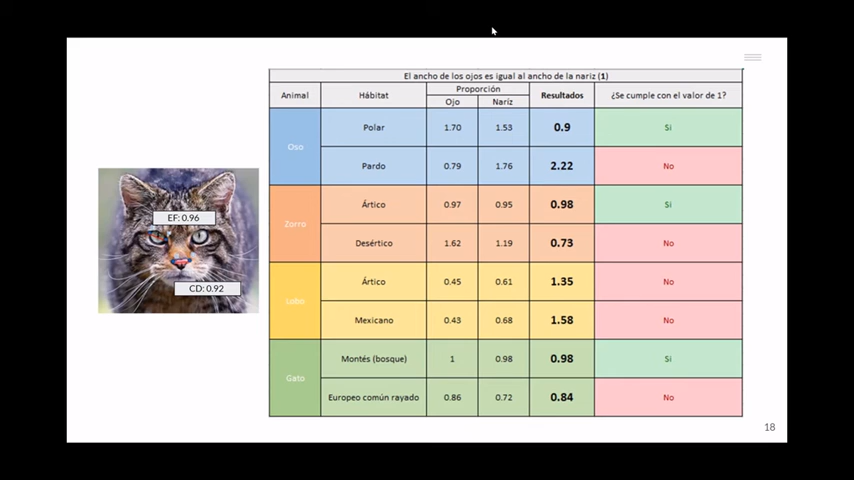 El ancho de los ojos es igual al ancho de la nariz (1)
Animal Hábitat Proporción Resultados ¿Se cumple con el valor de 1?
Ojo Naríz
Oso Polar 1.70 1.53 0.9 Si
Pardo 0.79 1.76 2.22 No
Zorro Ártico 0.97 0.95 0.98 Si
Desértico 1.62 1.19 0.73 No
Lobo Ártico 0.45 0.61 1.35 No
Mexicano 0.43 0.68 1.58 No
Gato Montés (bosque) 1 0.98 0.98 Si
Europeo común rayado 0.86 0.72 0.84 No
EF: 0.96
CD: 0.92
18